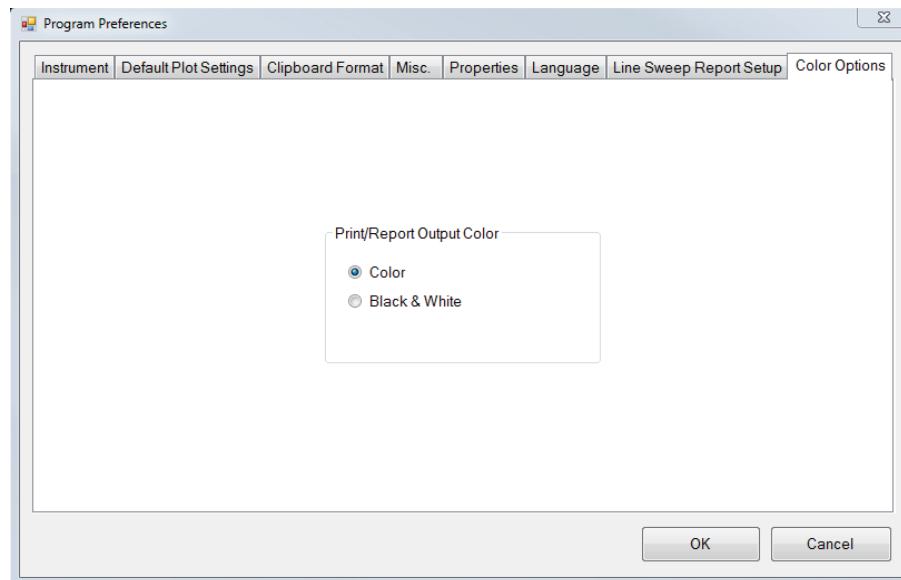 Program Preferences
Instrument Default Plot Settings Clipboard Format Misc. Properties Language Line Sweep Report Setup Color Options
Print/Report Output Color
Color
Black & White
OK Cancel